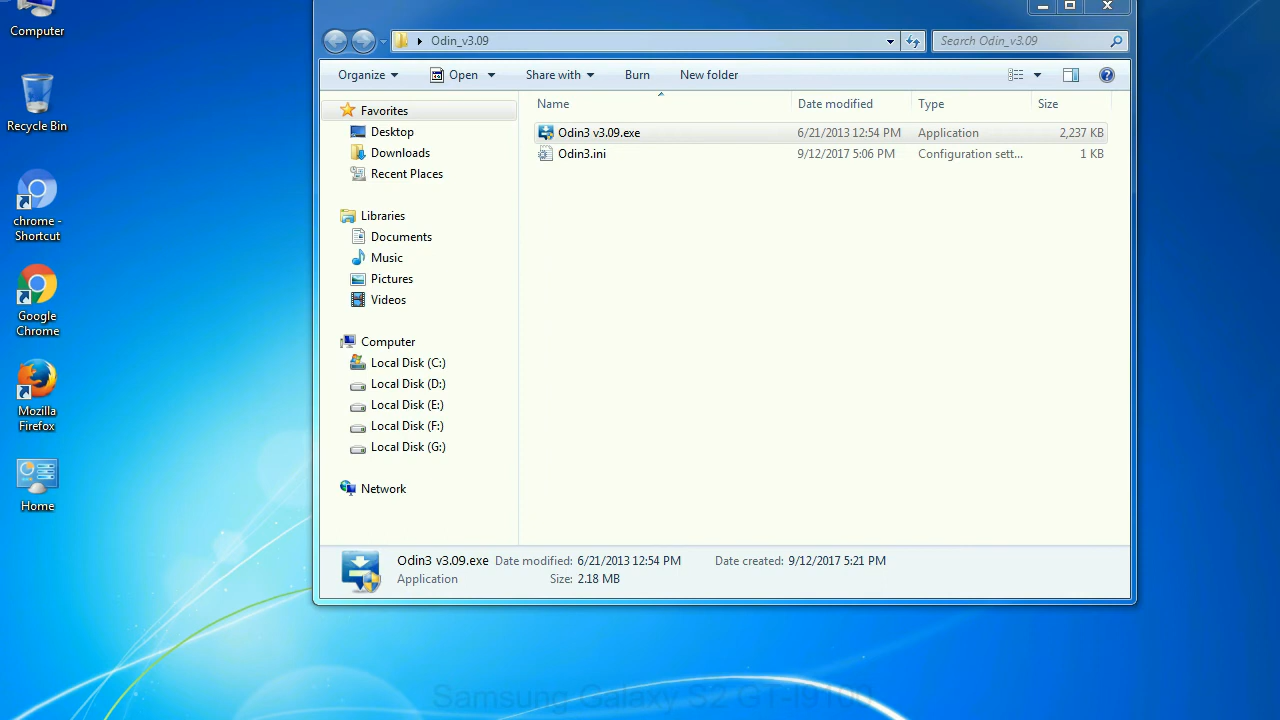 Computer
Recycle Bin
chrome -
Shortcut
Google
Chrome
Mozilla
Firefox
Home
Odin_v3.09
Search Odin_v3.09
Organize
Open
Share with
Burn
New folder
Favorites
Desktop
Downloads
Recent Places
Libraries
Documents
Music
Pictures
Videos
Computer
Local Disk (C:)
Local Disk (D:)
Local Disk (E:)
Local Disk (F:)
Local Disk (G:)
Network
Name Date modified Type Size
Odin3 v3.09.exe 6/21/2013 12:54 PM Application 2,237 KB
Odin3.ini 9/12/2017 5:06 PM Configuration sett... 1 KB
Odin3 v3.09.exe Date modified: 6/21/2013 12:54 PM Date created: 9/12/2017 5:21 PM
Application Size: 2.18 MB
Samsung Galaxy S2